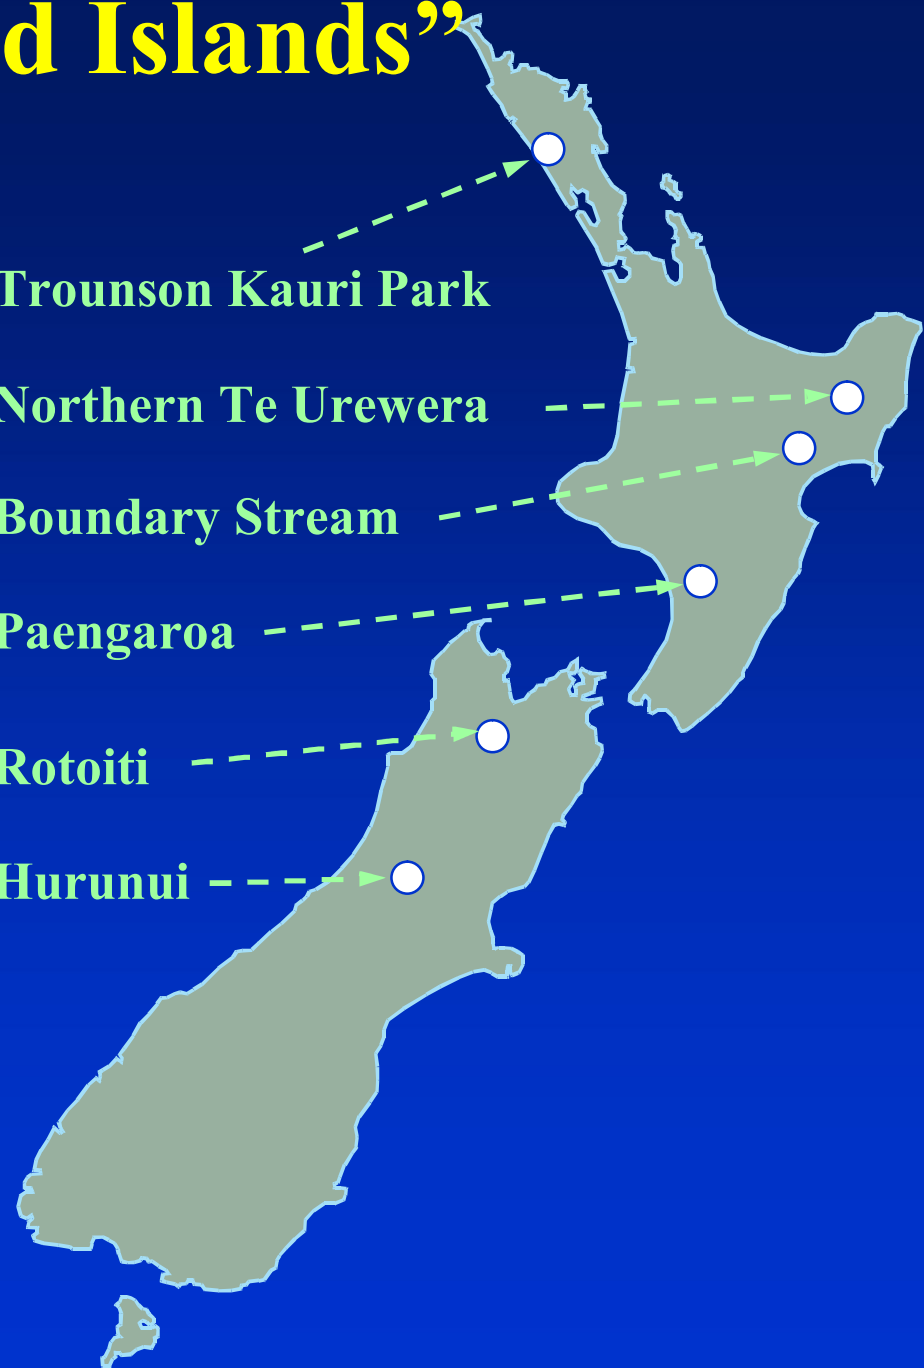 d Islands”
Trounson Kauri Park
Northern Te Urewera
Boundary Stream
Paengaroa
Rotoiti
Hurunui